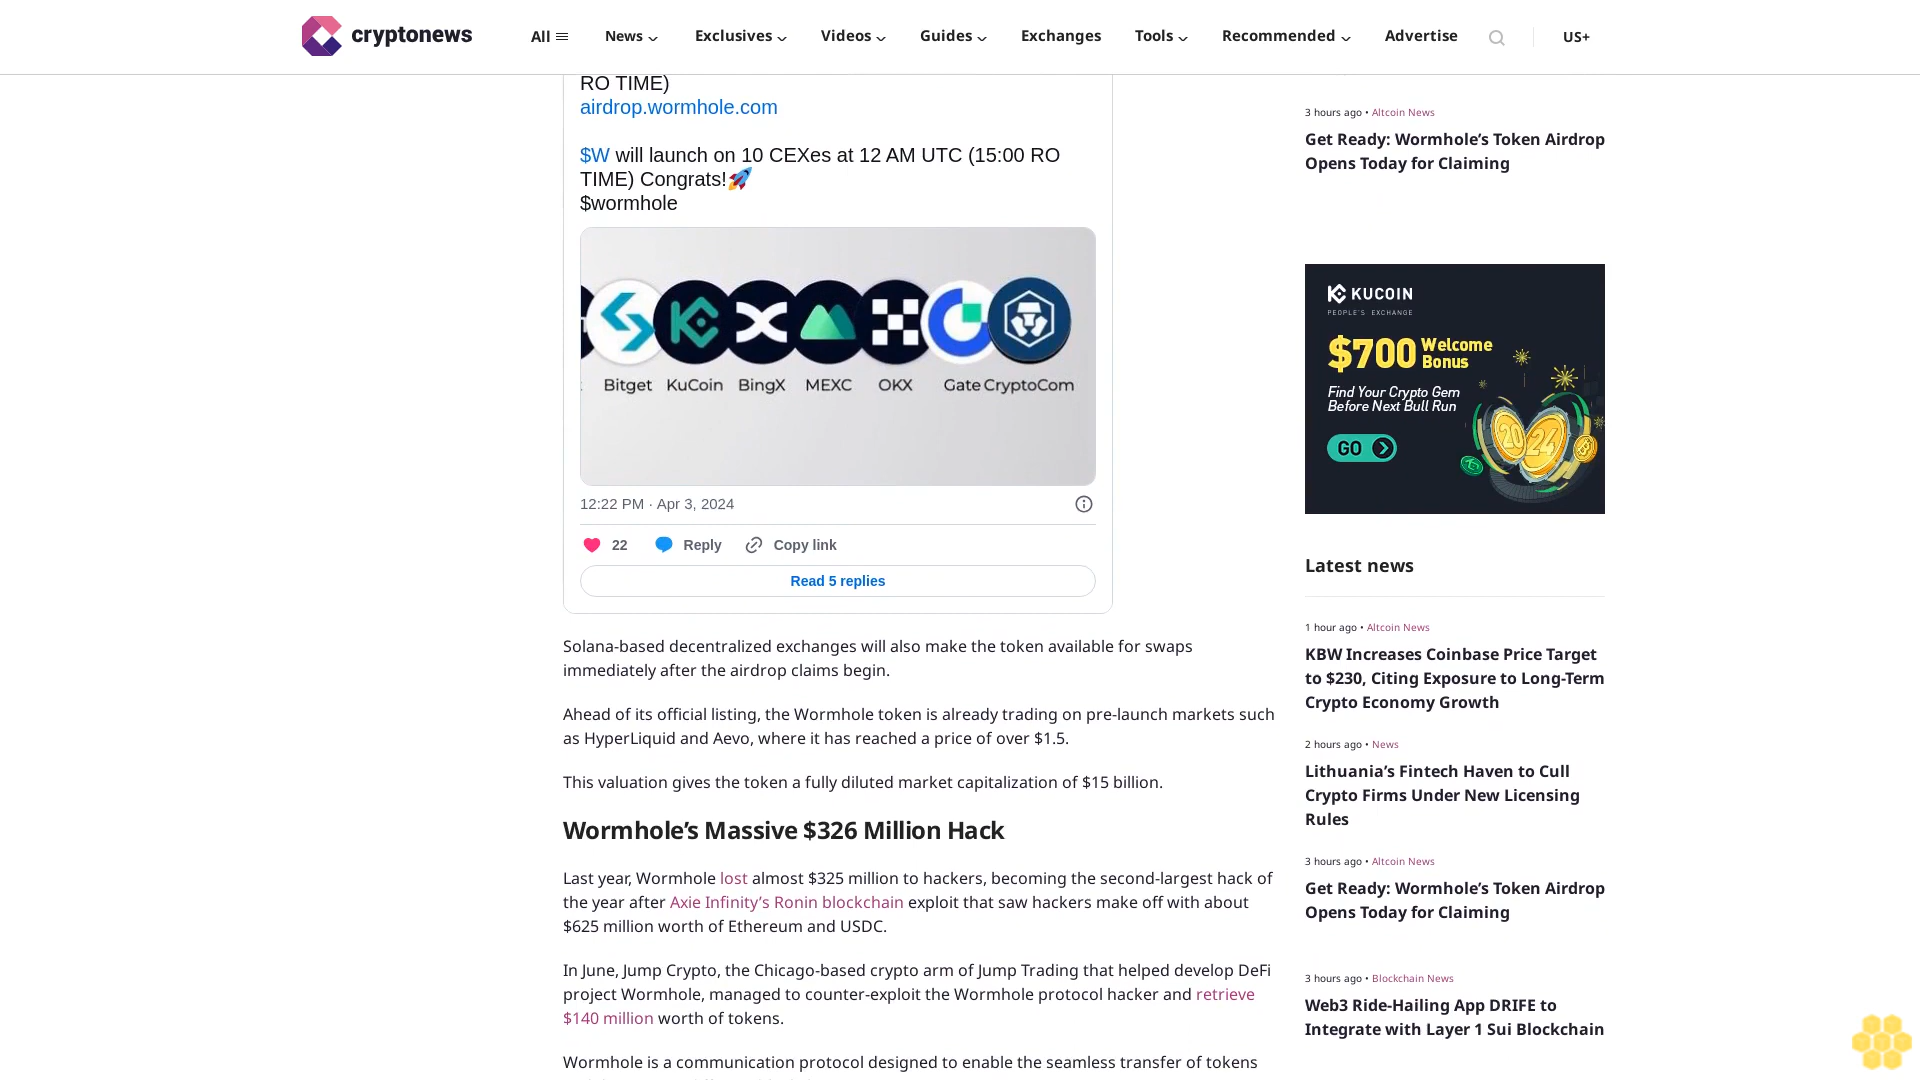 cryptonews
All
News
Exclusives
Videos
Guides
Exchanges
Tools
Recommended
Advertise
US+
RO TIME)
airdrop.wormhole.com
$W will launch on 10 CEXes at 12 AM UTC (15:00 RO
TIME) Congrats!🚀
$wormhole
Bitget KuCoin BingX MEXC OKX Gate CryptoCom
12:22 PM · Apr 3, 2024
22 Reply Copy link
Read 5 replies
Solana-based decentralized exchanges will also make the token available for swaps
immediately after the airdrop claims begin.
Ahead of its official listing, the Wormhole token is already trading on pre-launch markets such
as HyperLiquid and Aevo, where it has reached a price of over $1.5.
This valuation gives the token a fully diluted market capitalization of $15 billion.
Wormhole’s Massive $326 Million Hack
Last year, Wormhole lost almost $325 million to hackers, becoming the second-largest hack of
the year after Axie Infinity’s Ronin blockchain exploit that saw hackers make off with about
$625 million worth of Ethereum and USDC.
In June, Jump Crypto, the Chicago-based crypto arm of Jump Trading that helped develop DeFi
project Wormhole, managed to counter-exploit the Wormhole protocol hacker and retrieve
$140 million worth of tokens.
Wormhole is a communication protocol designed to enable the seamless transfer of tokens
3 hours ago • Altcoin News
Get Ready: Wormhole’s Token Airdrop
Opens Today for Claiming
KUCOIN
PEOPLE'S EXCHANGE
$700 Welcome
Bonus
Find Your Crypto Gem
Before Next Bull Run
GO
20 24
Latest news
1 hour ago • Altcoin News
KBW Increases Coinbase Price Target
to $230, Citing Exposure to Long-Term
Crypto Economy Growth
2 hours ago • News
Lithuania’s Fintech Haven to Cull
Crypto Firms Under New Licensing
Rules
3 hours ago • Altcoin News
Get Ready: Wormhole’s Token Airdrop
Opens Today for Claiming
3 hours ago • Blockchain News
Web3 Ride-Hailing App DRIFE to
Integrate with Layer 1 Sui Blockchain